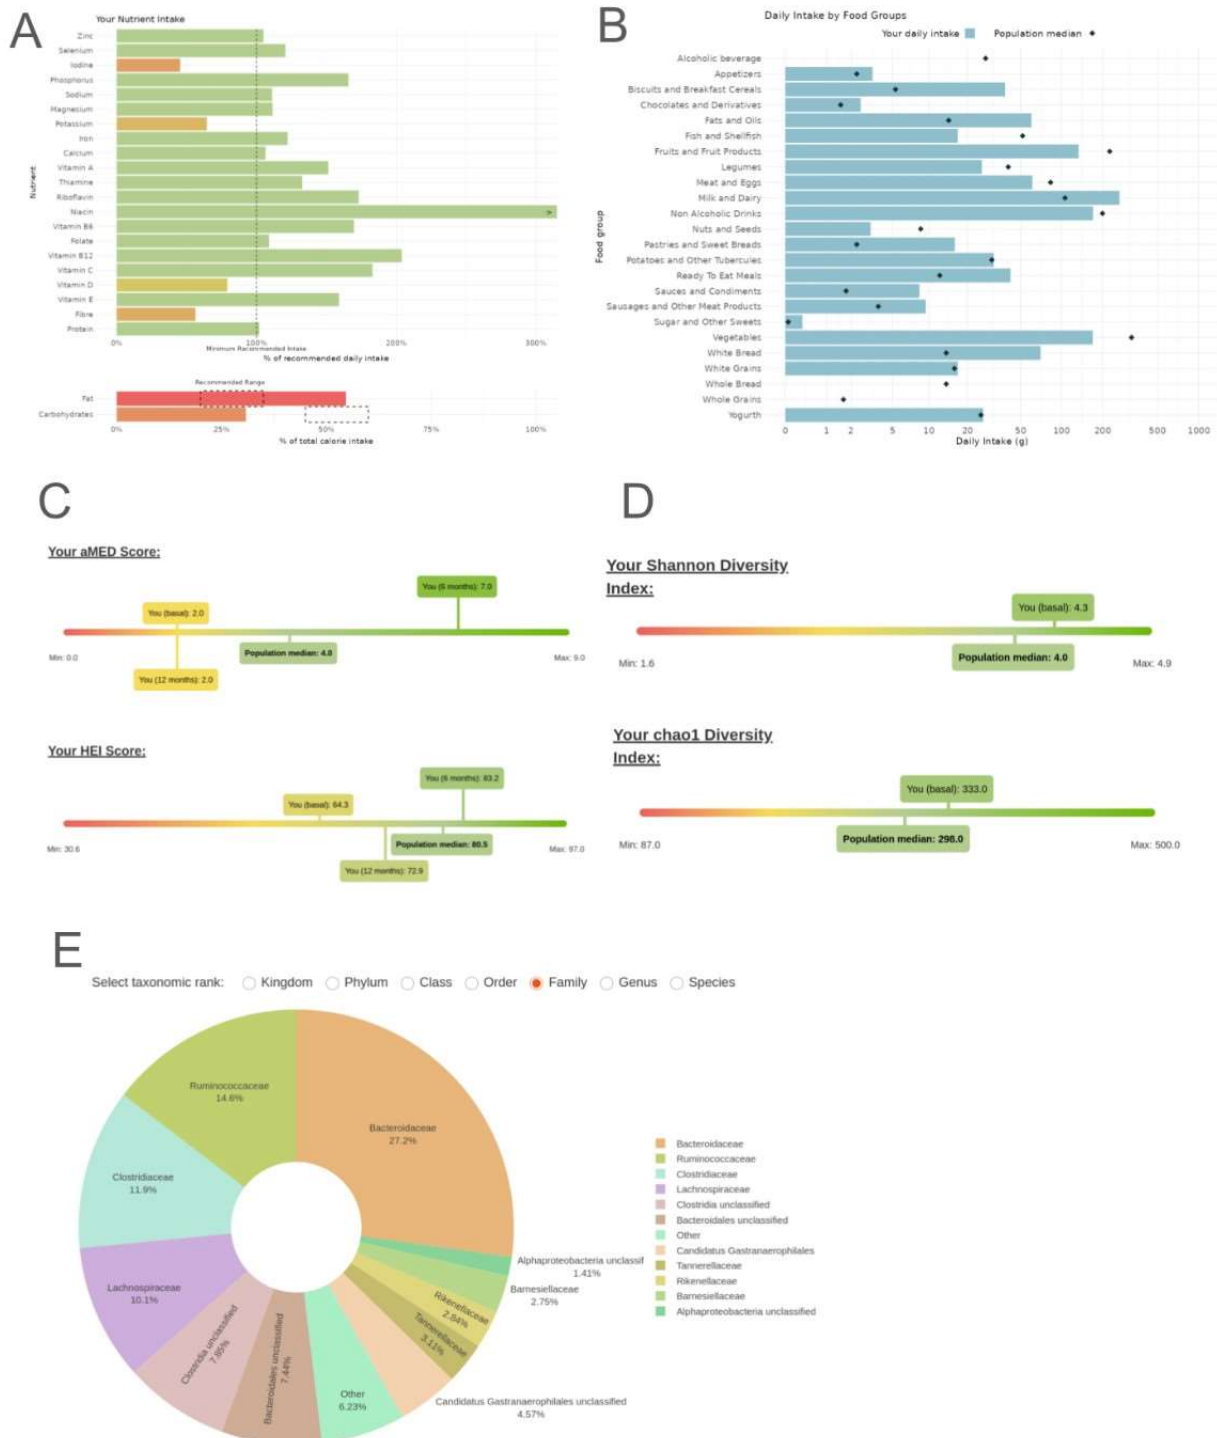 A
Your Nutrient Intake
Nutrient
Zinc
Selenium
Iodine
Phosphorus
Sodium
Magnesium
Potassium
Iron
Calcium
Vitamin A
Thiamine
Riboflavin
Niacin
>
Vitamin B6
Folate
Vitamin B12
Vitamin C
Vitamin D
Vitamin E
Fibre
Protein
0% 100% 200% 300%
Minimum Recommended Intake
% of recommended daily intake
Recommended Range
Fat
Carbohydrates
0% 25% 50% 75% 100%
% of total calorie intake
B
Daily Intake by Food Groups
Your daily intake Population median
Food group
Alcoholic beverage
Appetizers
Biscuits and Breakfast Cereals
Chocolates and Derivatives
Fats and Oils
Fish and Shellfish
Fruits and Fruit Products
Legumes
Meat and Eggs
Milk and Dairy
Non Alcoholic Drinks
Nuts and Seeds
Pastries and Sweet Breads
Potatoes and Other Tubercules
Ready To Eat Meals
Sauces and Condiments
Sausages and Other Meat Products
Sugar and Other Sweets
Vegetables
White Bread
White Grains
Whole Bread
Whole Grains
Yogurth
0 1 2 5 10 20 50 100 200 500 1000
Daily Intake (g)
C
Your aMED Score:
You (6 months): 7.0
You (basal): 2.0
Min: 0.0
Population median: 4.0
Max: 9.0
You (12 months): 2.0
Your HEI Score:
You (6 months): 83.2
You (basal): 64.3
Min: 30.6
Population median: 80.5
Max: 97.0
You (12 months): 72.9
D
Your Shannon Diversity
Index:
You (basal): 4.3
Min: 1.6
Population median: 4.0
Max: 4.9
Your chao1 Diversity
Index:
You (basal): 333.0
Min: 87.0
Population median: 298.0
Max: 500.0
E
Select taxonomic rank: Kingdom Phylum Class Order Family Genus Species
Bacteroidaceae
27.2%
Ruminococcaceae
14.6%
Clostridiaceae
11.9%
Lachnospiraceae
10.1%
Clostridia unclassified
7.85%
Bacteroidales unclassified
7.44%
Other
6.23%
Candidatus Gastranaerophilales unclassified
4.57%
Tannerellaceae
3.11%
Rikenellaceae
2.84%
Barnesiellaceae
2.75%
Alphaproteobacteria unclassif
1.41%
Bacteroidaceae
Ruminococcaceae
Clostridiaceae
Lachnospiraceae
Clostridia unclassified
Bacteroidales unclassified
Other
Candidatus Gastranaerophilales
Tannerellaceae
Rikenellaceae
Barnesiellaceae
Alphaproteobacteria unclassified